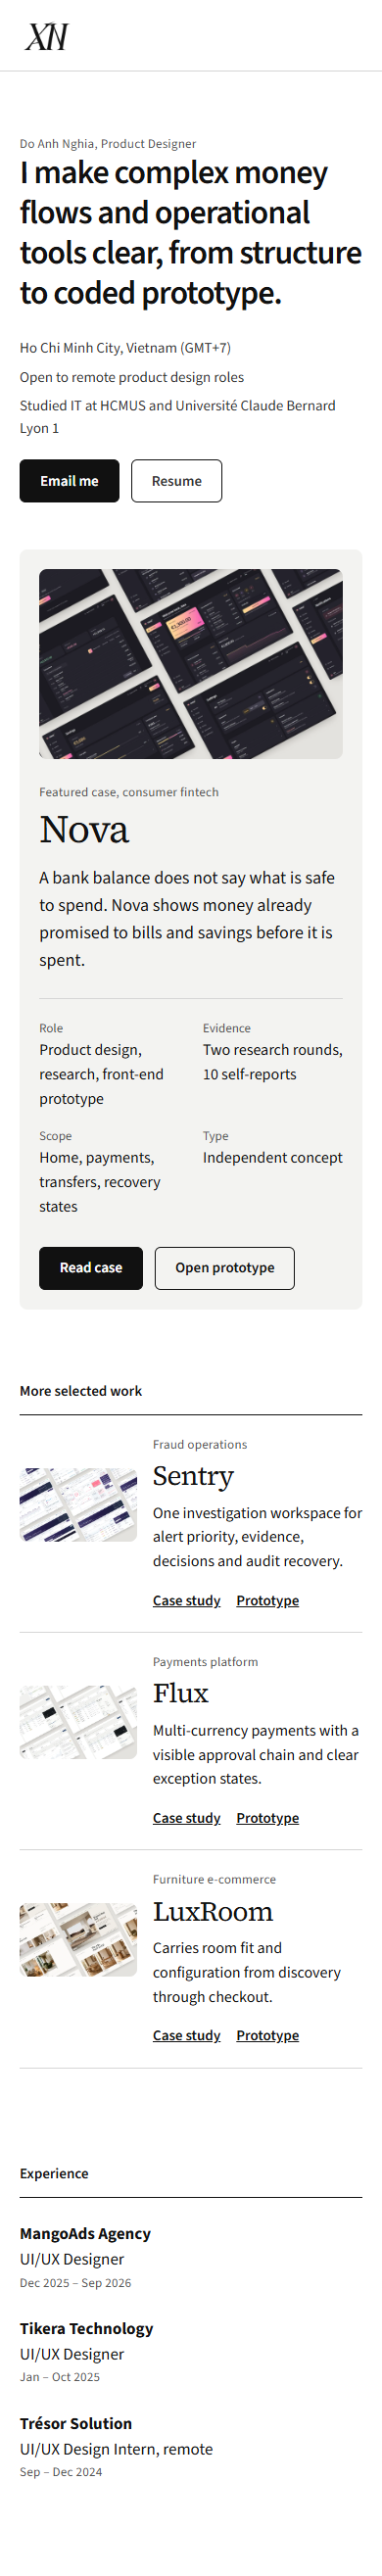 XN
Do Anh Nghia, Product Designer
I make complex money
flows and operational
tools clear, from structure
to coded prototype.
Ho Chi Minh City, Vietnam (GMT+7)
Open to remote product design roles
Studied IT at HCMUS and Université Claude Bernard
Lyon 1
Email me
Resume
Featured case, consumer fintech
Nova
A bank balance does not say what is safe
to spend. Nova shows money already
promised to bills and savings before it is
spent.
Role
Product design,
research, front-end
prototype
Evidence
Two research rounds,
10 self-reports
Scope
Home, payments,
transfers, recovery
states
Type
Independent concept
Read case
Open prototype
More selected work
Fraud operations
Sentry
One investigation workspace for
alert priority, evidence,
decisions and audit recovery.
Case study Prototype
Payments platform
Flux
Multi-currency payments with a
visible approval chain and clear
exception states.
Case study Prototype
Furniture e-commerce
LuxRoom
Carries room fit and
configuration from discovery
through checkout.
Case study Prototype
Experience
MangoAds Agency
UI/UX Designer
Dec 2025 – Sep 2026
Tikera Technology
UI/UX Designer
Jan – Oct 2025
Trésor Solution
UI/UX Design Intern, remote
Sep – Dec 2024